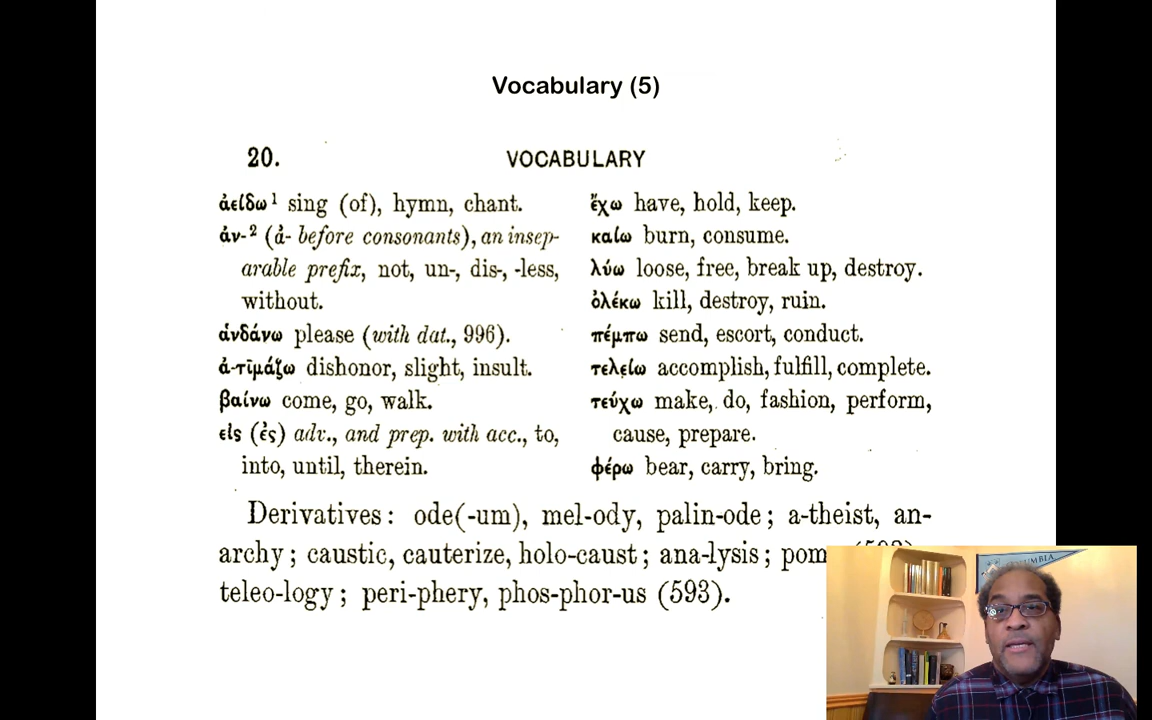 Vocabulary (5)
20. VOCABULARY
ἀείδω¹ sing (of), hymn, chant.
ἀν-² (ἀ- before consonants), an insep-
arable prefix, not, un-, dis-, -less,
without.
ἁνδάνω please (with dat., 996).
ἀ-τῑμάζω dishonor, slight, insult.
βαίνω come, go, walk.
εἰς (ἐς) adv., and prep. with acc., to,
into, until, therein.
ἔχω have, hold, keep.
καίω burn, consume.
λύω loose, free, break up, destroy.
ὀλέκω kill, destroy, ruin.
πέμπω send, escort, conduct.
τελείω accomplish, fulfill, complete.
τεύχω make, do, fashion, perform,
cause, prepare.
φέρω bear, carry, bring.
Derivatives: ode(-um), mel-ody, palin-ode; a-theist, an-
archy; caustic, cauterize, holo-caust; ana-lysis;
teleo-logy; peri-phery, phos-phor-us (593).